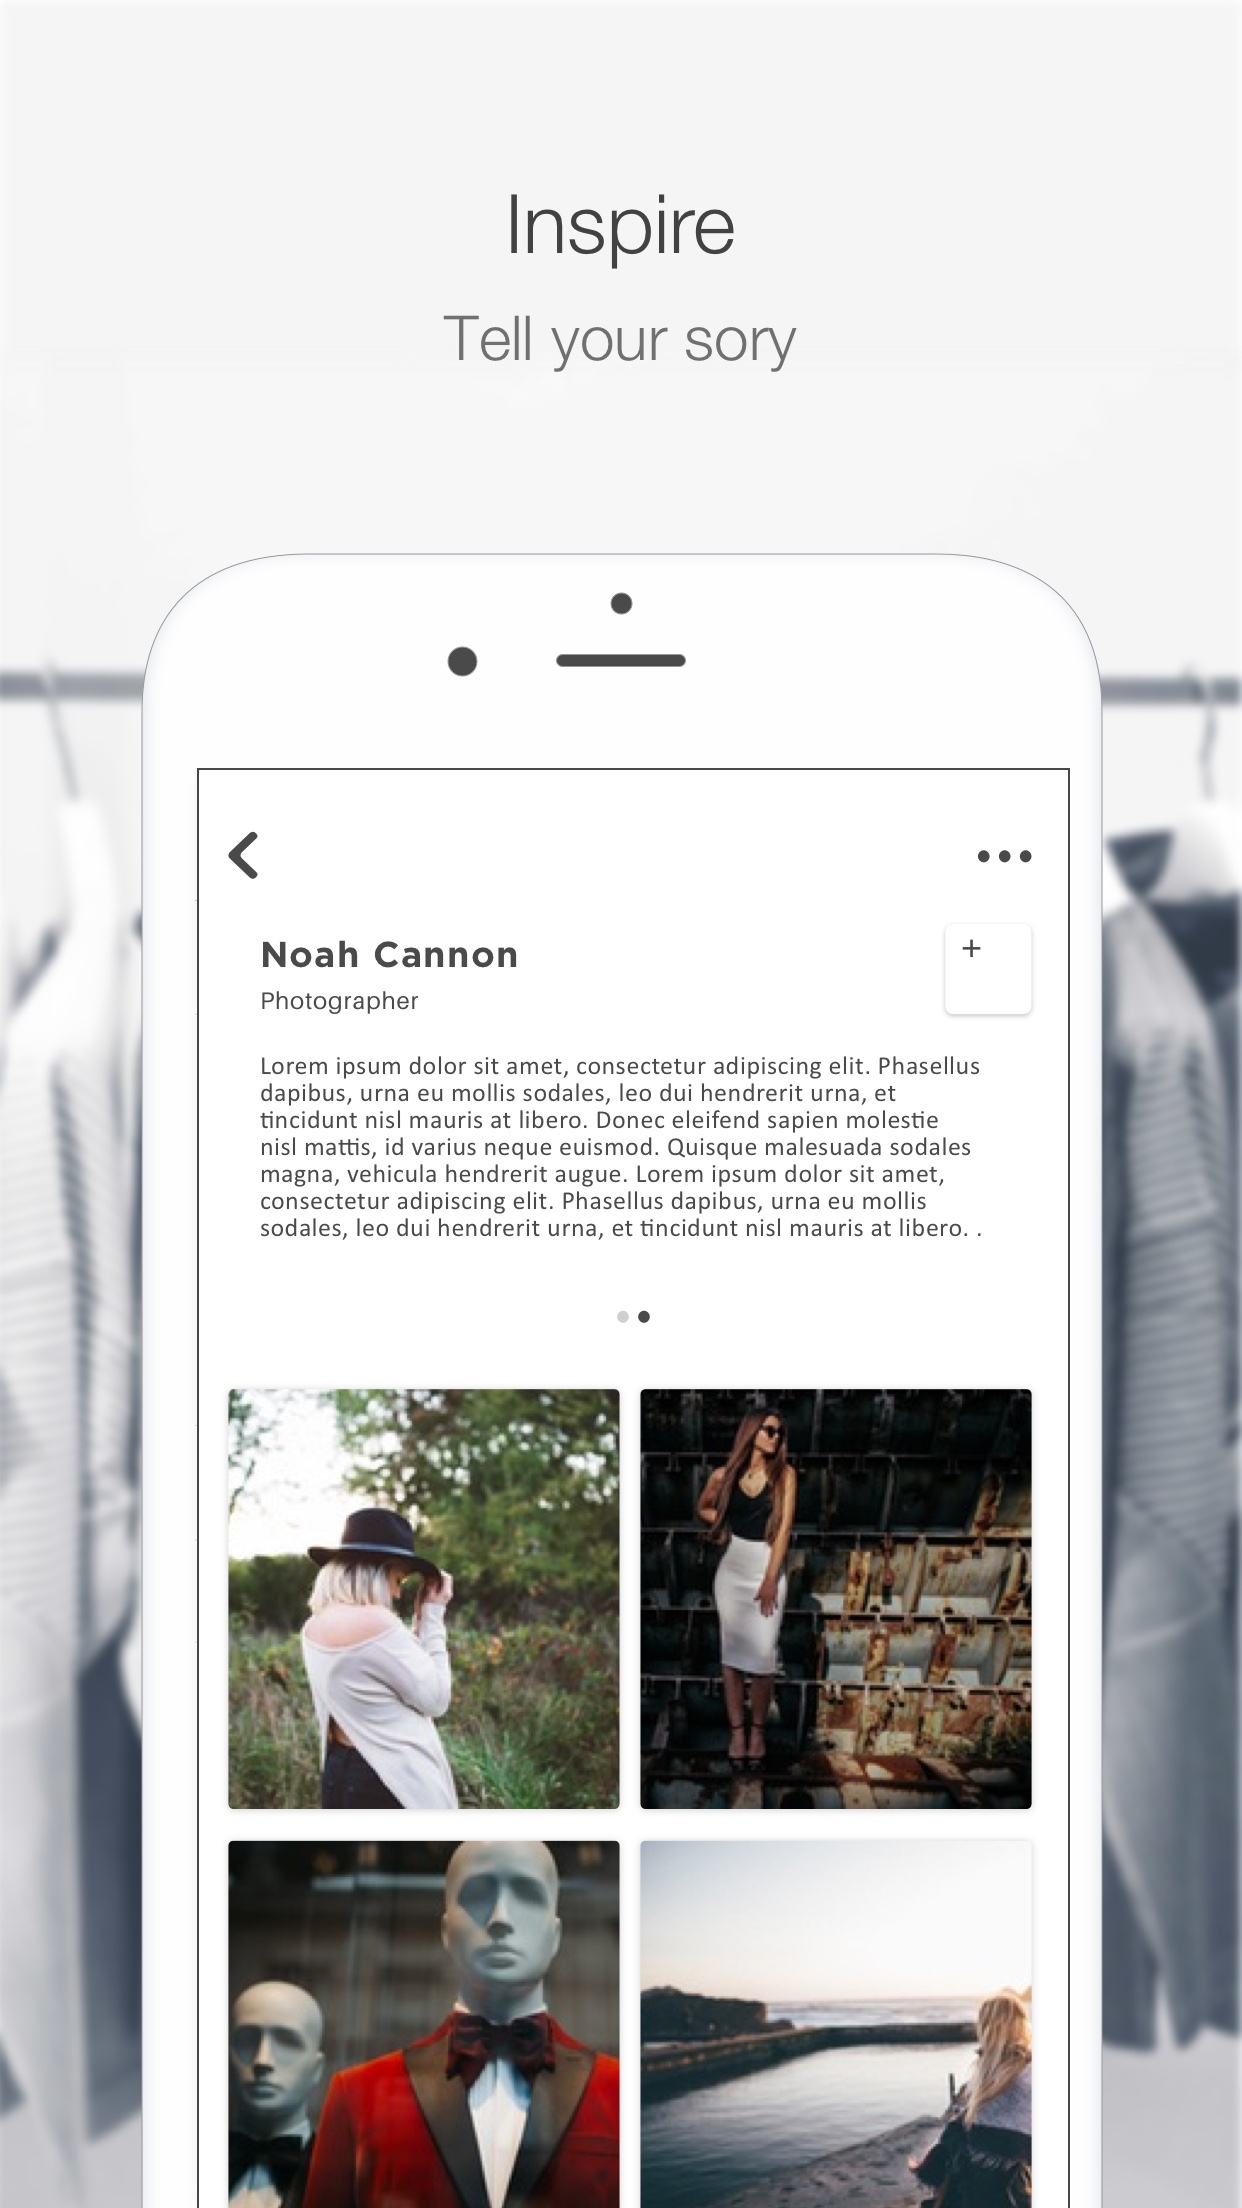 Inspire
Tell your sory
Noah Cannon
+
Photographer
Lorem ipsum dolor sit amet, consectetur adipiscing elit. Phasellus
dapibus, urna eu mollis sodales, leo dui hendrerit urna, et
tincidunt nisl mauris at libero. Donec eleifend sapien molestie
nisl mattis, id varius neque euismod. Quisque malesuada sodales
magna, vehicula hendrerit augue. Lorem ipsum dolor sit amet,
consectetur adipiscing elit. Phasellus dapibus, urna eu mollis
sodales, leo dui hendrerit urna, et tincidunt nisl mauris at libero. .